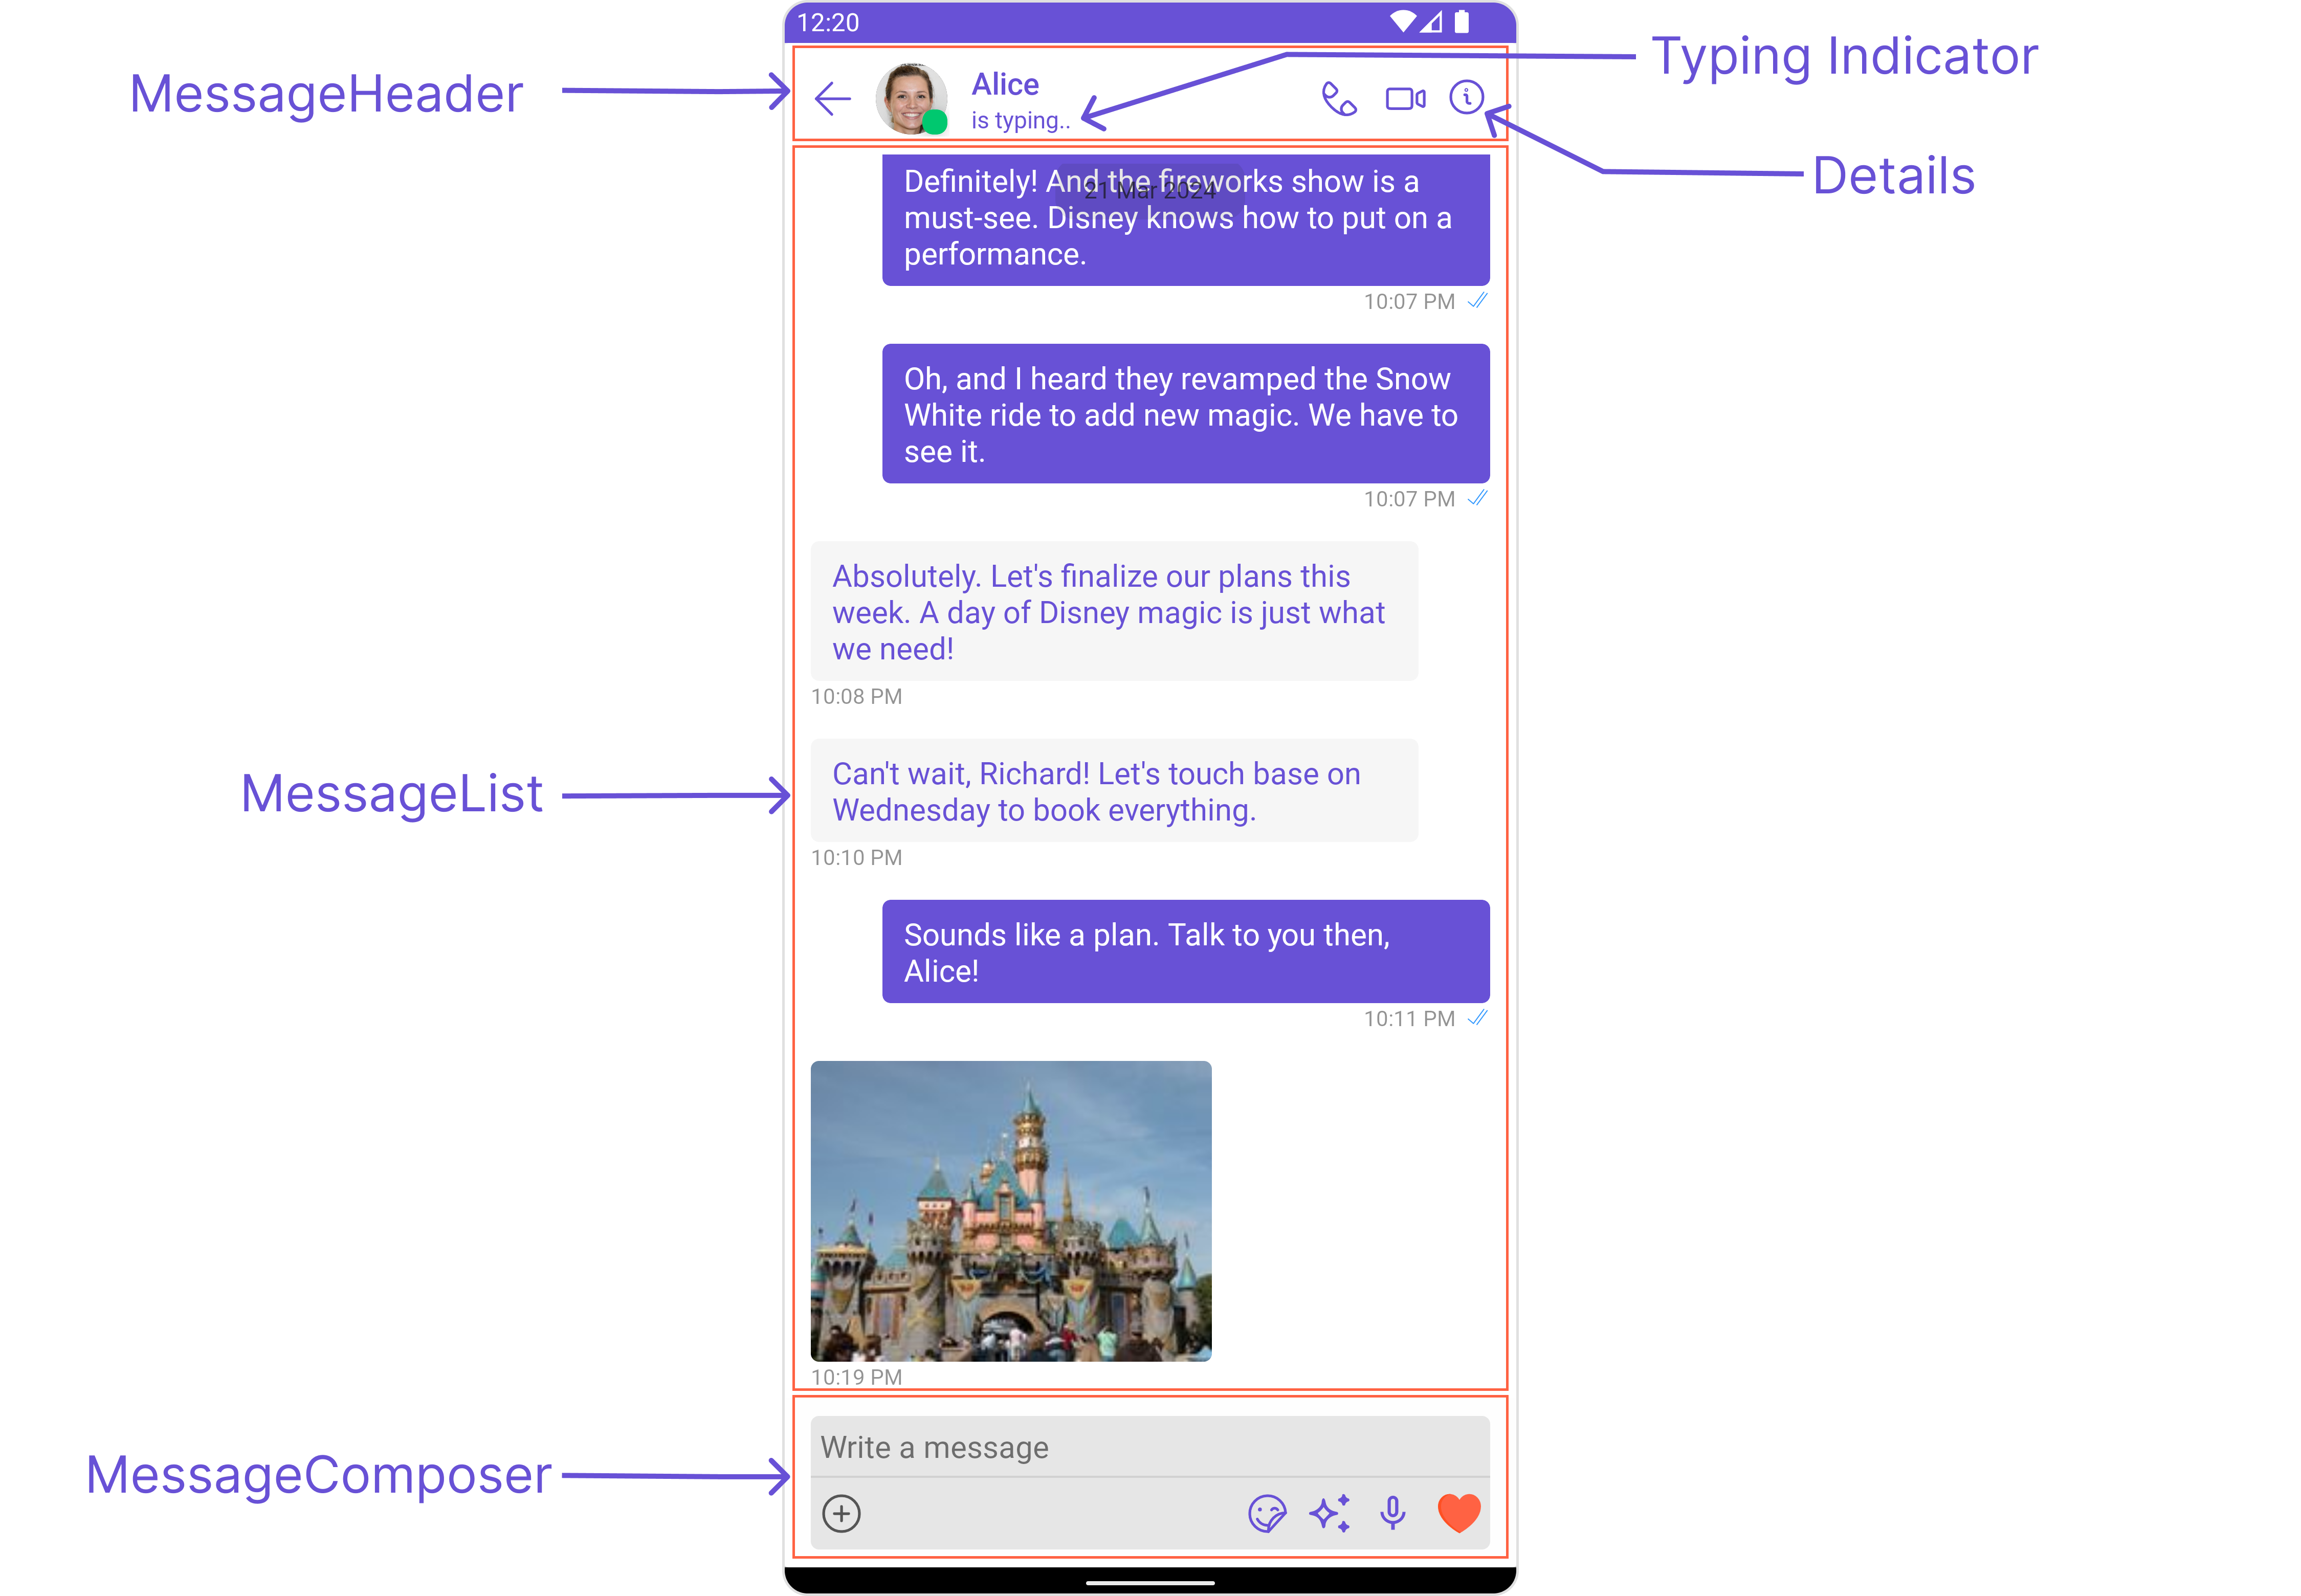 12:20
MessageHeader
Typing Indicator
Alice
is typing..
Details
Definitely! And the fireworks show is a
21 Mar 2024
must-see. Disney knows how to put on a
performance.
10:07 PM
Oh, and I heard they revamped the Snow
White ride to add new magic. We have to
see it.
10:07 PM
Absolutely. Let's finalize our plans this
week. A day of Disney magic is just what
we need!
10:08 PM
MessageList
Can't wait, Richard! Let's touch base on
Wednesday to book everything.
10:10 PM
Sounds like a plan. Talk to you then,
Alice!
10:11 PM
10:19 PM
MessageComposer
Write a message